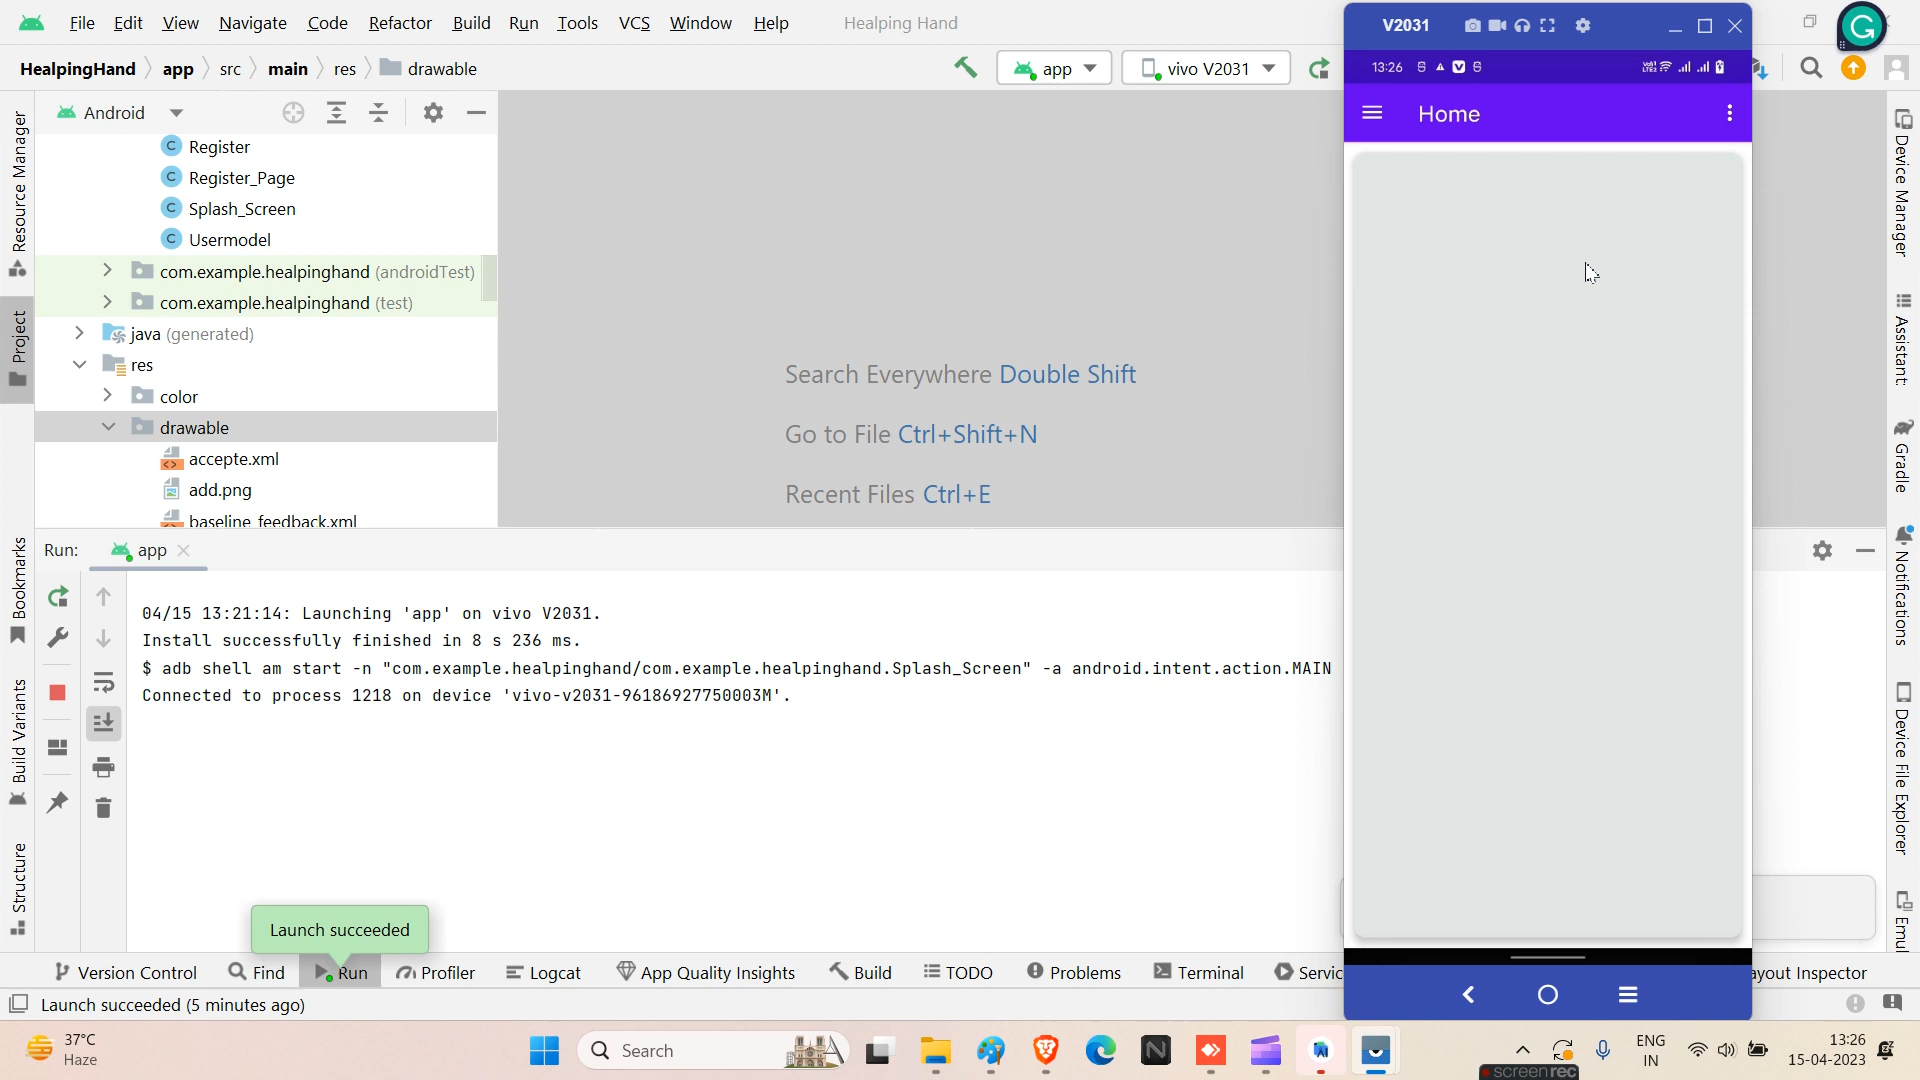 File Edit View Navigate Code Refactor Build Run Tools VCS Window Help Healping Hand
HealpingHand app src main res drawable
app
vivo V2031
Android
Register
Register_Page
Splash_Screen
Usermodel
com.example.healpinghand (androidTest)
com.example.healpinghand (test)
java (generated)
res
color
drawable
accepte.xml
add.png
baseline_feedback.xml
Resource Manager
Project
Bookmarks
Build Variants
Structure
Search Everywhere Double Shift
Go to File Ctrl+Shift+N
Recent Files Ctrl+E
V2031
13:26
Home
Device Manager
Assistant:
Gradle
Notifications
Device File Explorer
Emul
Run: app
04/15 13:21:14: Launching 'app' on vivo V2031.
Install successfully finished in 8 s 236 ms.
$ adb shell am start -n "com.example.healpinghand/com.example.healpinghand.Splash_Screen" -a android.intent.action.MAIN
Connected to process 1218 on device 'vivo-v2031-96186927750003M'.
Launch succeeded
Version Control Find Run Profiler Logcat App Quality Insights Build TODO Problems Terminal Servic
ayout Inspector
Launch succeeded (5 minutes ago)
37°C
Haze
Search
ENG
IN
13:26
15-04-2023
screenrec